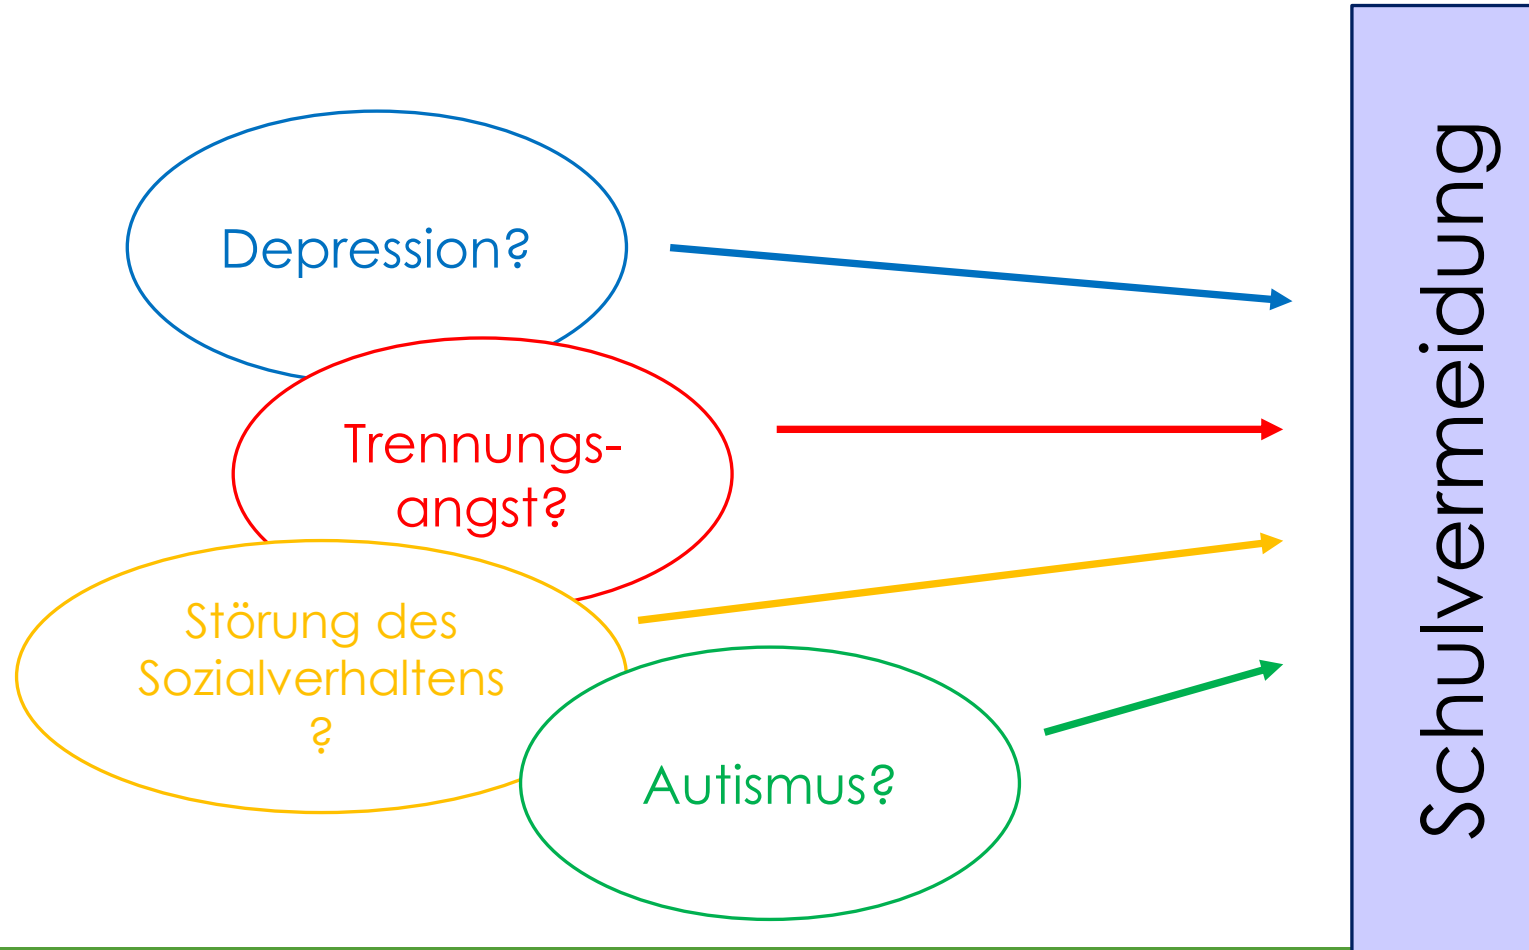 Depression?
Trennungs-
angst?
Störung des
Sozialverhaltens
?
Autismus?
Schulvermeidung